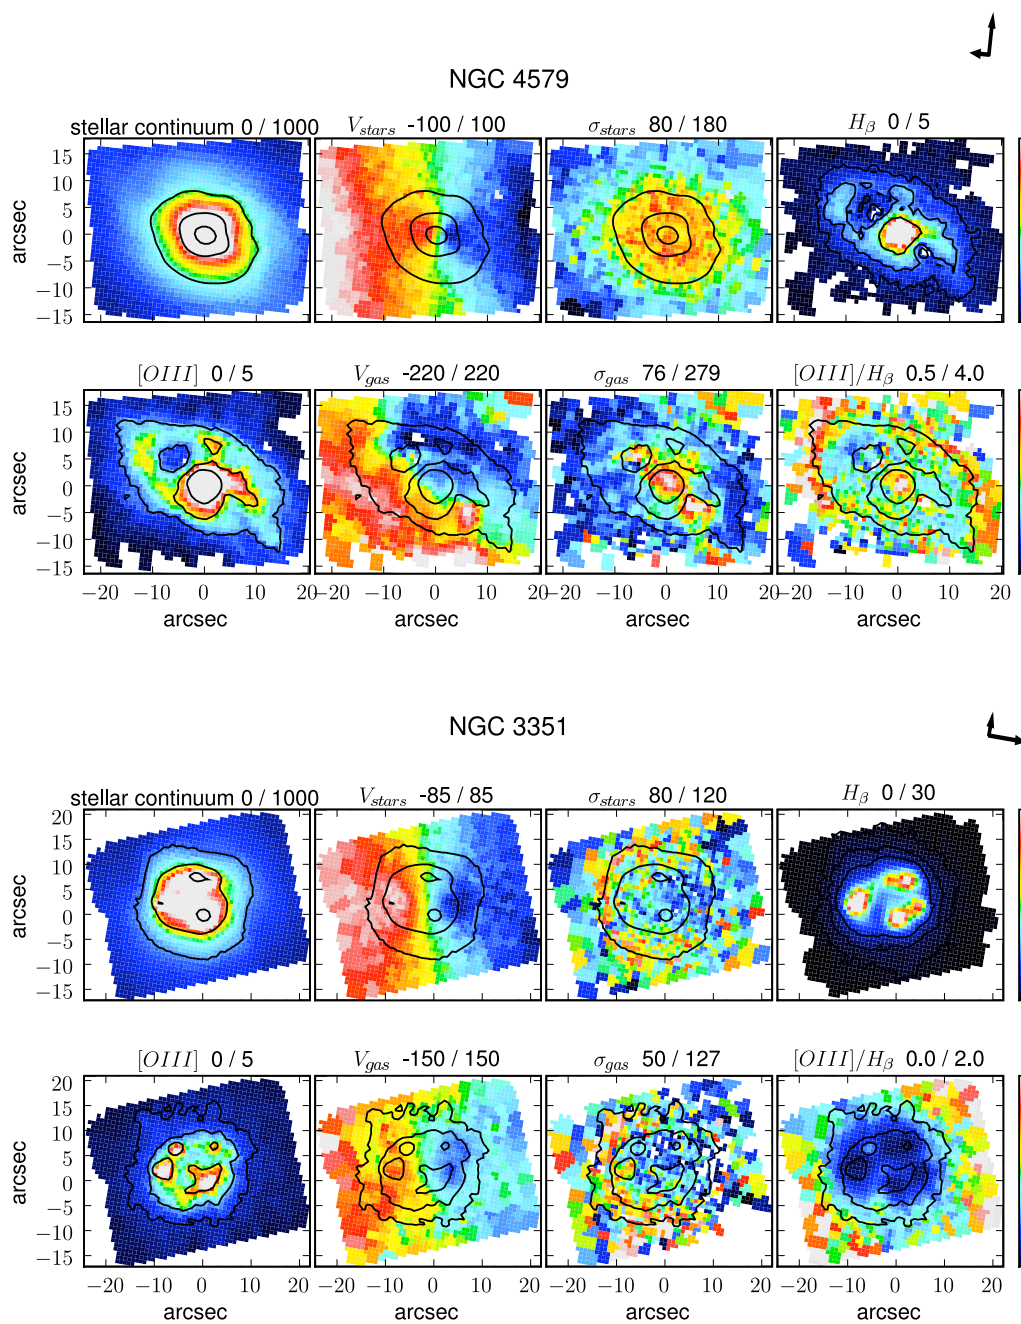 NGC 4579
stellar continuum 0 / 1000 V_stars -100 / 100 σ_stars 80 / 180 H_β 0 / 5
15
10
5
0
−5
−10
−15
arcsec
[OIII] 0 / 5 V_gas -220 / 220 σ_gas 76 / 279 [OIII]/H_β 0.5 / 4.0
15
10
5
0
−5
−10
−15
arcsec
−20 −10 0 10 20 −20 −10 0 10 20 −20 −10 0 10 20 −20 −10 0 10 20
arcsec arcsec arcsec arcsec
NGC 3351
stellar continuum 0 / 1000 V_stars -85 / 85 σ_stars 80 / 120 H_β 0 / 30
20
15
10
5
0
−5
−10
−15
arcsec
[OIII] 0 / 5 V_gas -150 / 150 σ_gas 50 / 127 [OIII]/H_β 0.0 / 2.0
20
15
10
5
0
−5
−10
−15
arcsec
−20 −10 0 10 20 −20 −10 0 10 20 −20 −10 0 10 20 −20 −10 0 10 20
arcsec arcsec arcsec arcsec